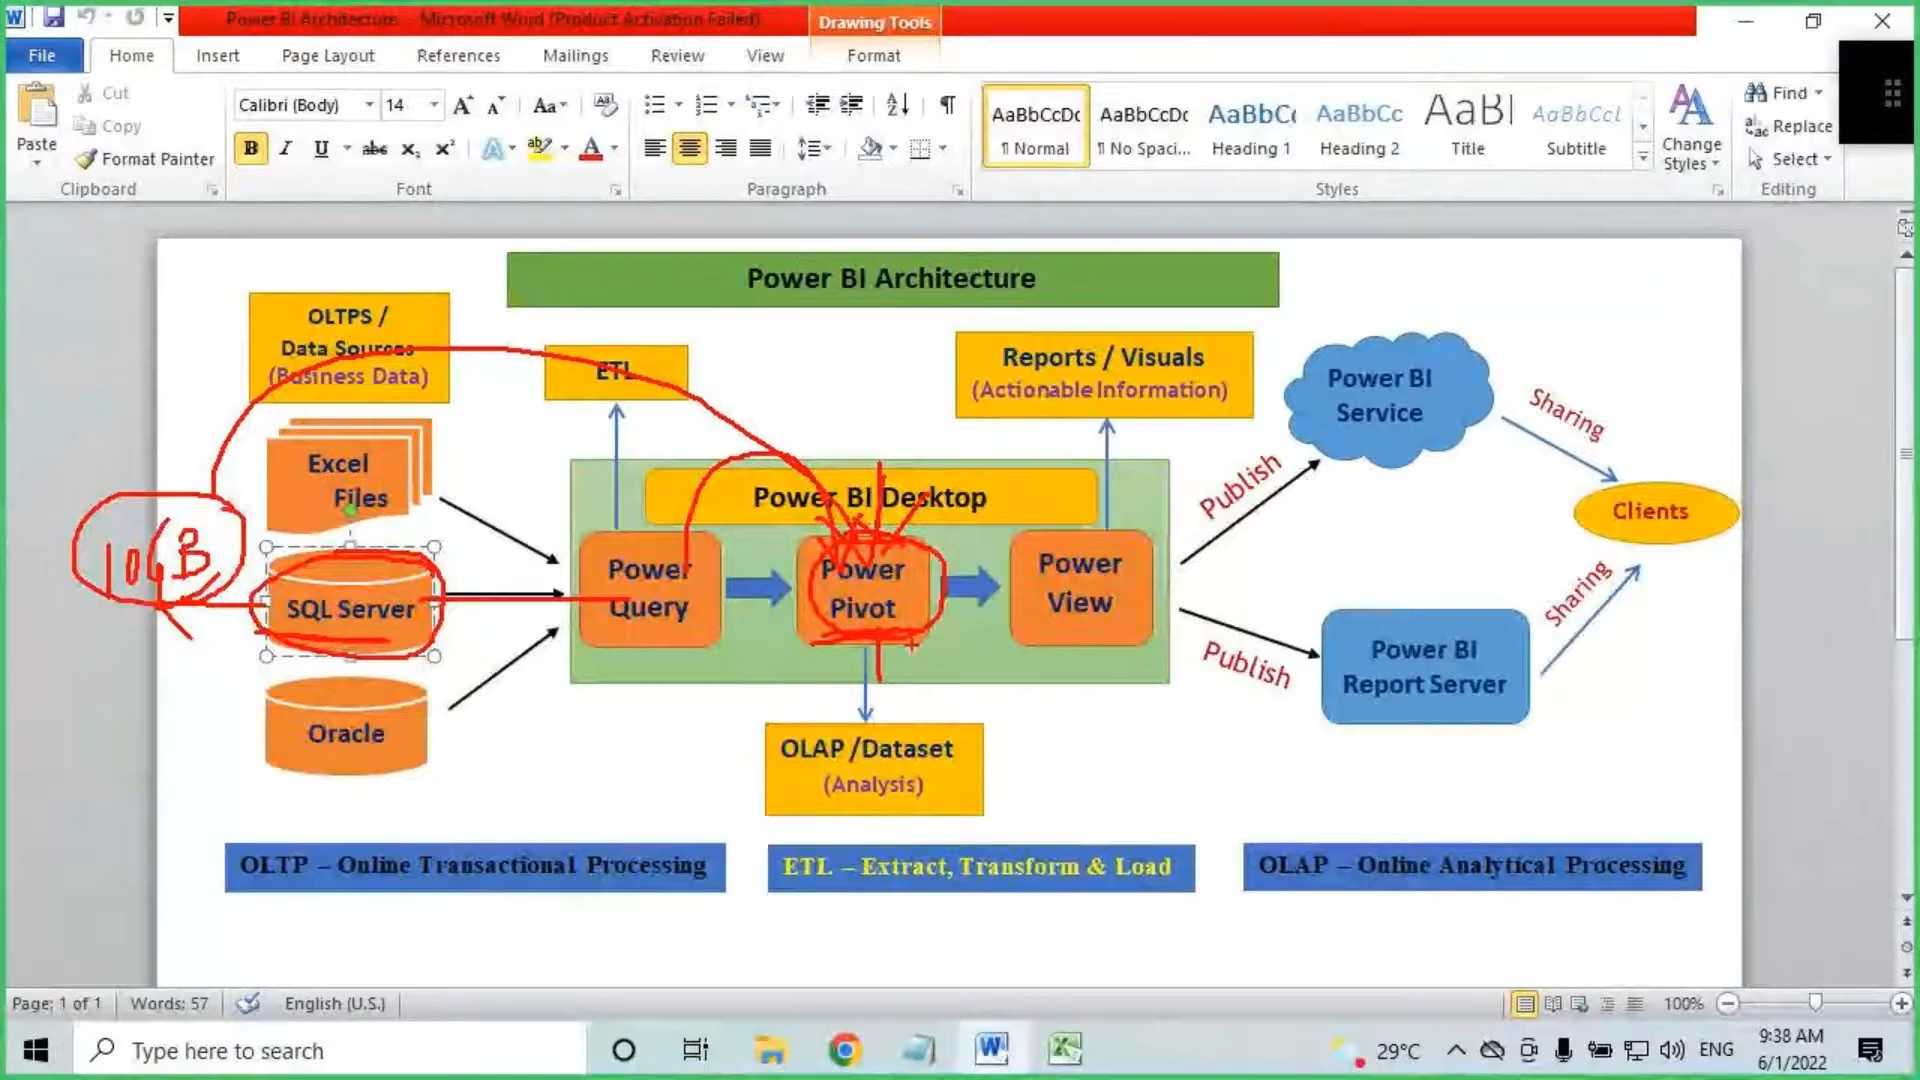 Power BI Architecture - Microsoft Word (Product Activation Failed)
Drawing Tools
File Home Insert Page Layout References Mailings Review View Format
Paste
Cut
Copy
Format Painter
Clipboard
Calibri (Body) 14
Font
Paragraph
AaBbCcDc
¶ Normal
AaBbCcDc
¶ No Spaci...
AaBbCc
Heading 1
AaBbCc
Heading 2
AaBl
Title
AaBbCcL
Subtitle
Change
Styles
Styles
Find
Replace
Select
Editing
Power BI Architecture
OLTPS /
Data Sources
(Business Data)
ETL
Reports / Visuals
(Actionable Information)
Power BI
Service
Sharing
Excel
Files
Power BI Desktop
Publish
Clients
10GB
SQL Server
Power
Query
Power
Pivot
Power
View
Sharing
Publish
Power BI
Report Server
Oracle
OLAP /Dataset
(Analysis)
OLTP – Online Transactional Processing
ETL – Extract, Transform & Load
OLAP – Online Analytical Processing
Page: 1 of 1 Words: 57 English (U.S.) 100%
Type here to search
29°C
ENG
9:38 AM
6/1/2022